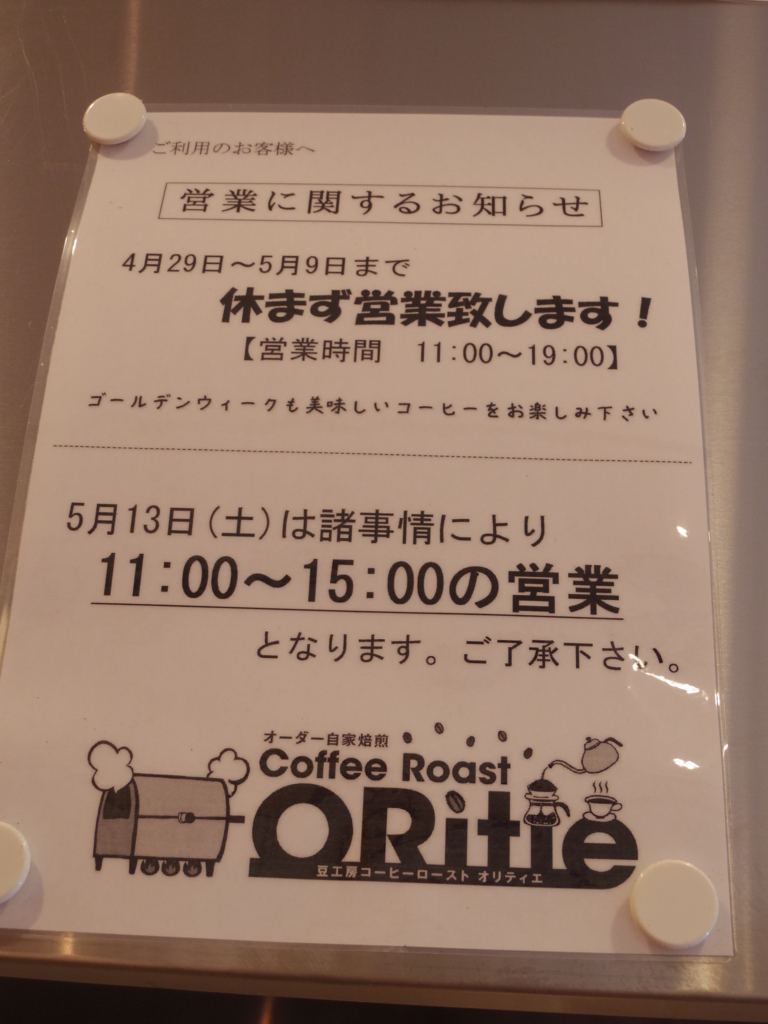 ご利用のお客様へ
営業に関するお知らせ
4月29日～5月9日まで
休まず営業致します！
【営業時間　11:00～19:00】
ゴールデンウィークも美味しいコーヒーをお楽しみ下さい
5月13日(土)は諸事情により
11:00～15:00の営業
となります。ご了承下さい。
オーダー自家焙煎
Coffee Roast
ORitie
豆工房コーヒーロースト オリティエ